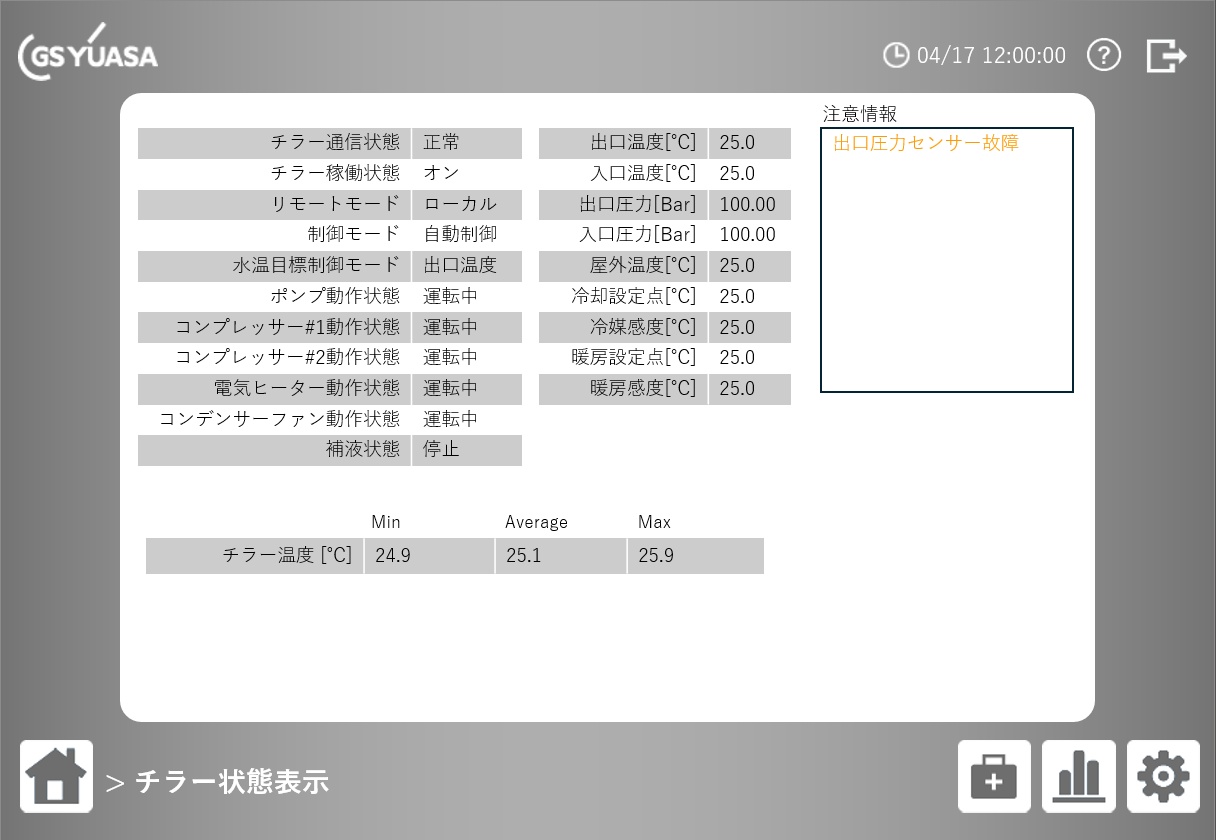 GS YUASA
04/17 12:00:00
?
注意情報
出口圧力センサー故障
チラー通信状態 正常
チラー稼働状態 オン
リモートモード ローカル
制御モード 自動制御
水温目標制御モード 出口温度
ポンプ動作状態 運転中
コンプレッサー#1動作状態 運転中
コンプレッサー#2動作状態 運転中
電気ヒーター動作状態 運転中
コンデンサーファン動作状態 運転中
補液状態 停止
出口温度[°C] 25.0
入口温度[°C] 25.0
出口圧力[Bar] 100.00
入口圧力[Bar] 100.00
屋外温度[°C] 25.0
冷却設定点[°C] 25.0
冷媒感度[°C] 25.0
暖房設定点[°C] 25.0
暖房感度[°C] 25.0
Min Average Max
チラー温度 [°C] 24.9 25.1 25.9
> チラー状態表示